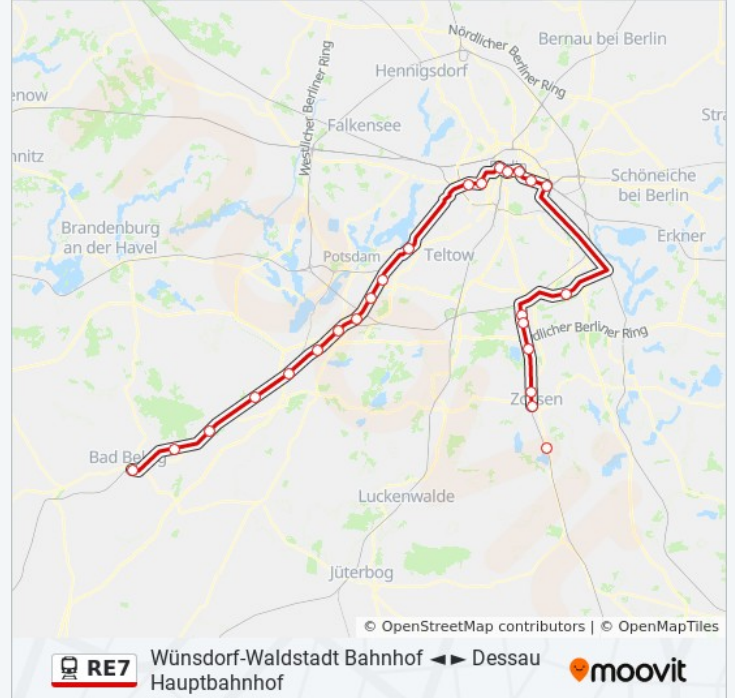 Nördlicher Berliner Ring
Bernau bei Berlin
Hennigsdorf
enow
Westlicher Berliner Ring
Falkensee
Stra
nnitz
Schöneiche
bei Berlin
Brandenburg
an der Havel
Erkner
Potsdam
Teltow
dlicher Berliner Ring
Zossen
Bad Belzig
Luckenwalde
Jüterbog
© OpenStreetMap contributors | © OpenMapTiles
RE7
Wünsdorf-Waldstadt Bahnhof ◄► Dessau
Hauptbahnhof
moovit